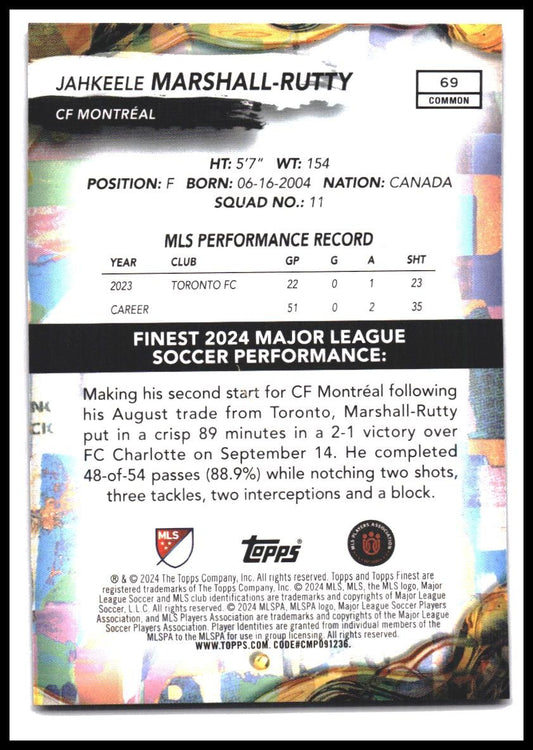 JAHKEELE MARSHALL-RUTTY
69
COMMON
CF MONTRÉAL
HT: 5'7" WT: 154
POSITION: F BORN: 06-16-2004 NATION: CANADA
SQUAD NO.: 11
MLS PERFORMANCE RECORD
YEAR CLUB GP G A SHT
2023 TORONTO FC 22 0 1 23
CAREER 51 0 2 35
FINEST 2024 MAJOR LEAGUE
SOCCER PERFORMANCE:
Making his second start for CF Montréal following
his August trade from Toronto, Marshall-Rutty
put in a crisp 89 minutes in a 2-1 victory over
FC Charlotte on September 14. He completed
48-of-54 passes (88.9%) while notching two shots,
three tackles, two interceptions and a block.
MLS
Topps
MLS PLAYERS ASSOCIATION
® & © 2024 The Topps Company, Inc. All rights reserved. Topps and Topps Finest are
registered trademarks of The Topps Company, Inc. © 2024 MLS, MLS, the MLS logo, Major
League Soccer and MLS club identifications are trademarks and copyrights of Major League
Soccer, L.L.C. All rights reserved. © 2024 MLSPA, MLSPA logo, Major League Soccer Players
Association, and MLS Players Association are trademarks and copyrights of Major League
Soccer Players Association. Player Identities are granted from individual members of the
MLSPA to the MLSPA for use in group licensing. All rights reserved.
WWW.TOPPS.COM. CODE#CMP091236.